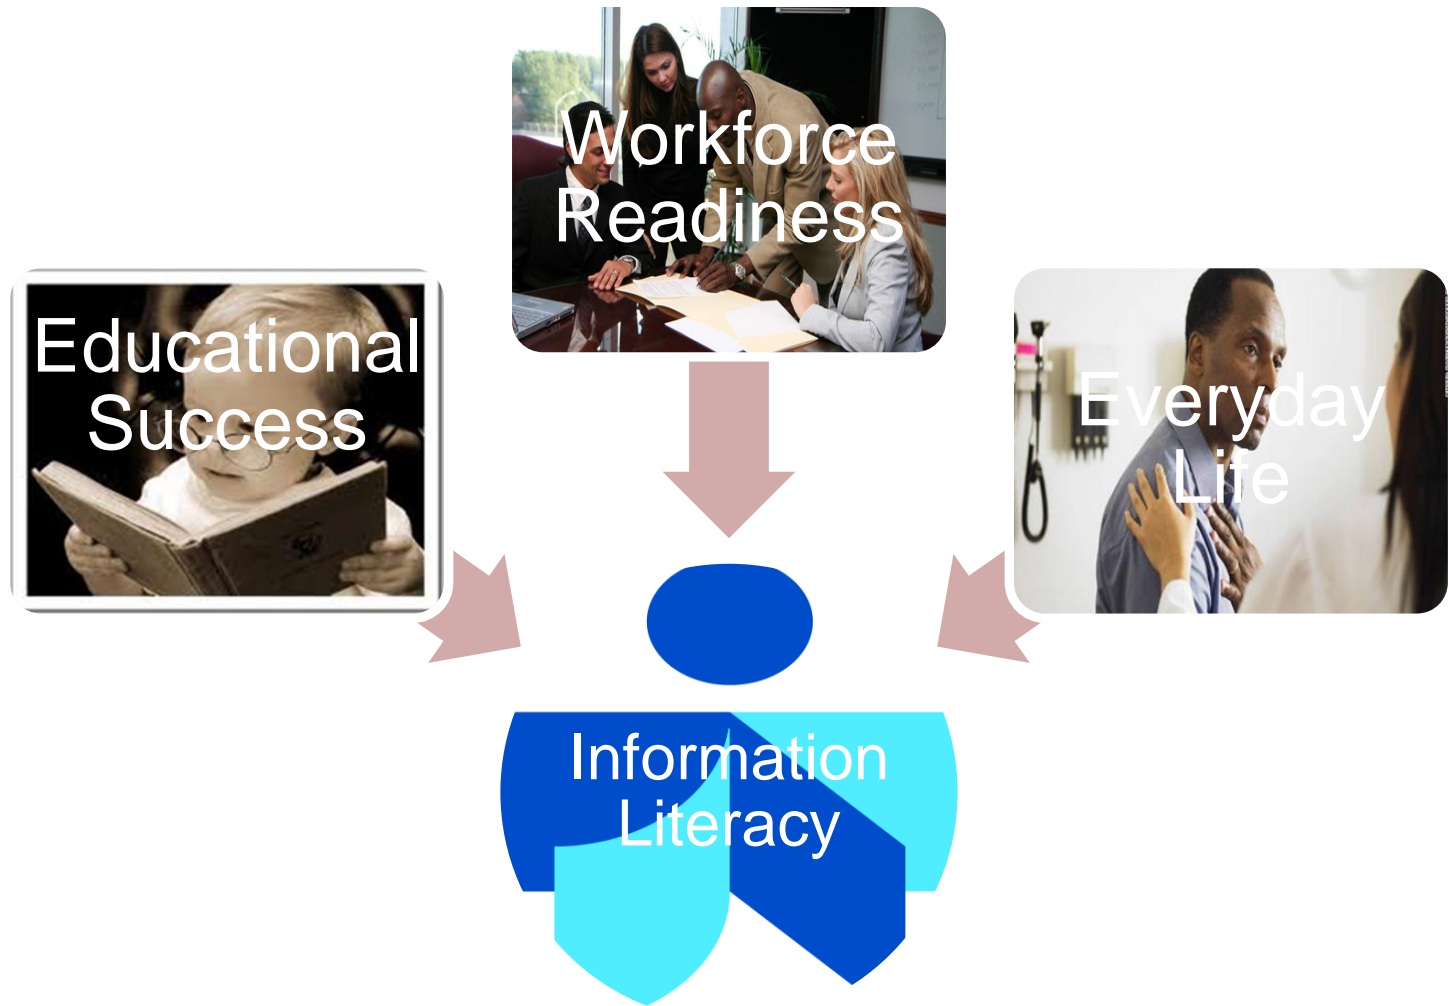 Workforce
Readiness
Educational
Success
Everyday
Life
Information
Literacy